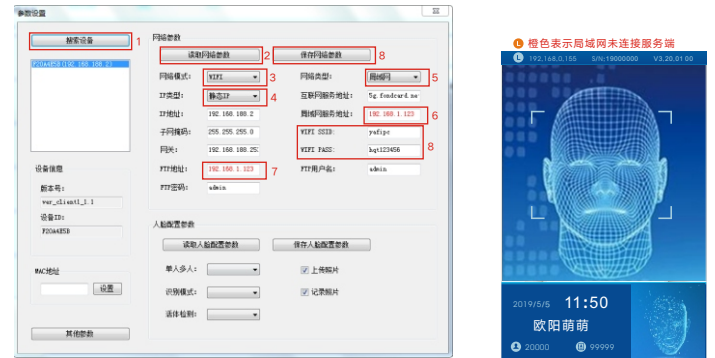 参数设置
搜索设备 1
F20A4E5B(192.168.188.2)
设备信息
版本号:
ver_client1_1.1
设备ID:
F20A4E5B
MAC地址
设置
其他参数
网络参数
读取网络参数 2
保存网络参数 8
网络模式: WIFI 3
网络类型: 局域网 5
IP类型: 静态IP 4
互联网服务地址: 5g.fondcard.ne
IP地址: 192.168.188.2
局域网服务地址: 192.168.1.123 6
子网掩码: 255.255.255.0
WIFI SSID: yafipc
网关: 192.168.188.25
WIFI PASS: hqt123456
8
FTP地址: 192.168.1.123 7
FTP用户名: admin
FTP密码: admin
人脸配置参数
读取人脸配置参数
保存人脸配置参数
单人多人:
上传照片
识别模式:
记录照片
活体检测:
L 橙色表示局域网未连接服务端
L 192,168,0,155 S/N:19000000 V3.20.01 00
2019/5/5 11:50
欧阳萌萌
20000 99999